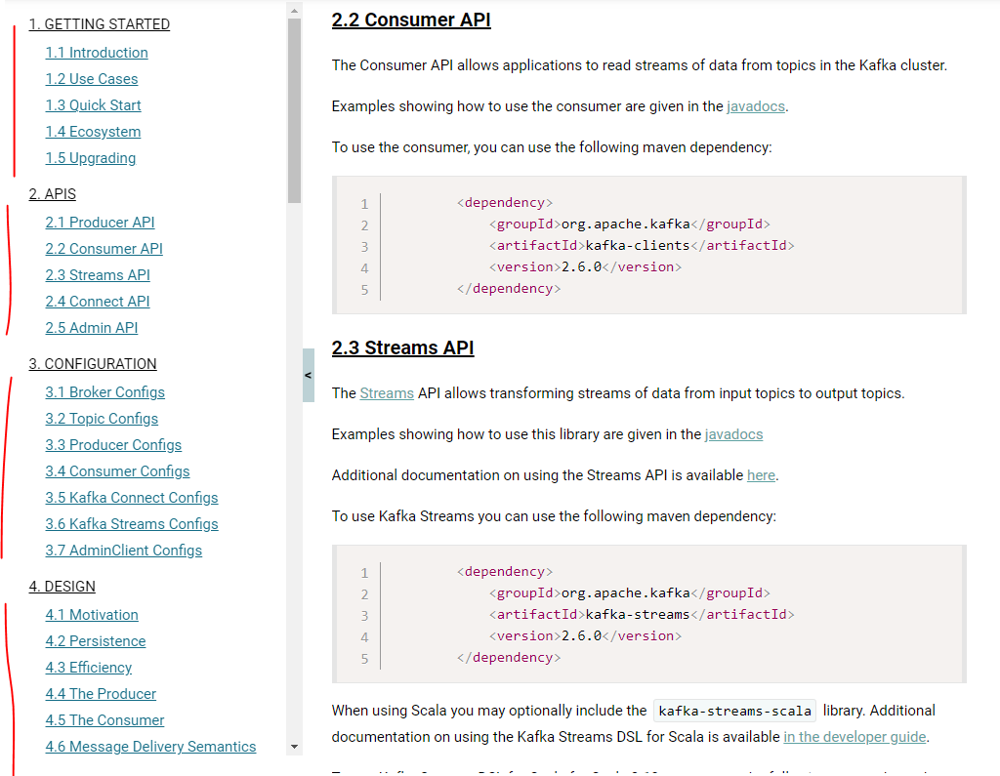 1. GETTING STARTED
1.1 Introduction
1.2 Use Cases
1.3 Quick Start
1.4 Ecosystem
1.5 Upgrading
2. APIS
2.1 Producer API
2.2 Consumer API
2.3 Streams API
2.4 Connect API
2.5 Admin API
3. CONFIGURATION
3.1 Broker Configs
3.2 Topic Configs
3.3 Producer Configs
3.4 Consumer Configs
3.5 Kafka Connect Configs
3.6 Kafka Streams Configs
3.7 AdminClient Configs
4. DESIGN
4.1 Motivation
4.2 Persistence
4.3 Efficiency
4.4 The Producer
4.5 The Consumer
4.6 Message Delivery Semantics
<
2.2 Consumer API
The Consumer API allows applications to read streams of data from topics in the Kafka cluster.
Examples showing how to use the consumer are given in the javadocs.
To use the consumer, you can use the following maven dependency:
1 <dependency>
2 <groupId>org.apache.kafka</groupId>
3 <artifactId>kafka-clients</artifactId>
4 <version>2.6.0</version>
5 </dependency>
2.3 Streams API
The Streams API allows transforming streams of data from input topics to output topics.
Examples showing how to use this library are given in the javadocs
Additional documentation on using the Streams API is available here.
To use Kafka Streams you can use the following maven dependency:
1 <dependency>
2 <groupId>org.apache.kafka</groupId>
3 <artifactId>kafka-streams</artifactId>
4 <version>2.6.0</version>
5 </dependency>
When using Scala you may optionally include the kafka-streams-scala library. Additional
documentation on using the Kafka Streams DSL for Scala is available in the developer guide.